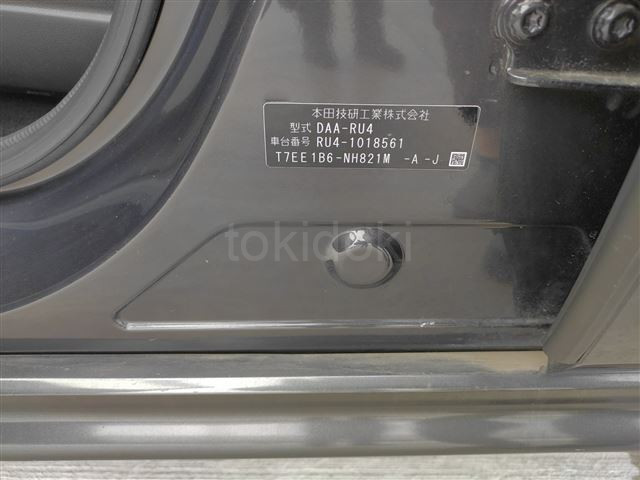 本田技研工業株式会社
型式 DAA-RU4
車台番号 RU4-1018561
T7EE1B6-NH821M -A-J
tokidoki